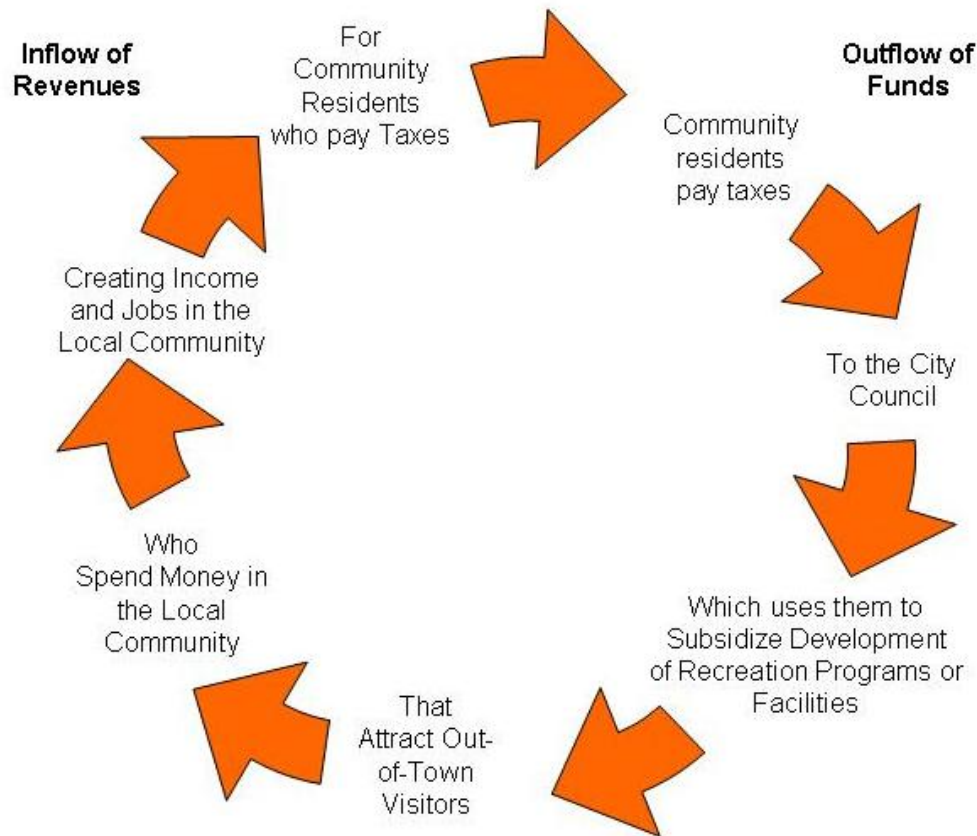 Inflow of
Revenues
For
Community
Residents
who pay Taxes
Outflow of
Funds
Community
residents
pay taxes
To the City
Council
Which uses them to
Subsidize Development
of Recreation Programs or
Facilities
That
Attract Out-
of-Town
Visitors
Who
Spend Money in
the Local
Community
Creating Income
and Jobs in the
Local Community